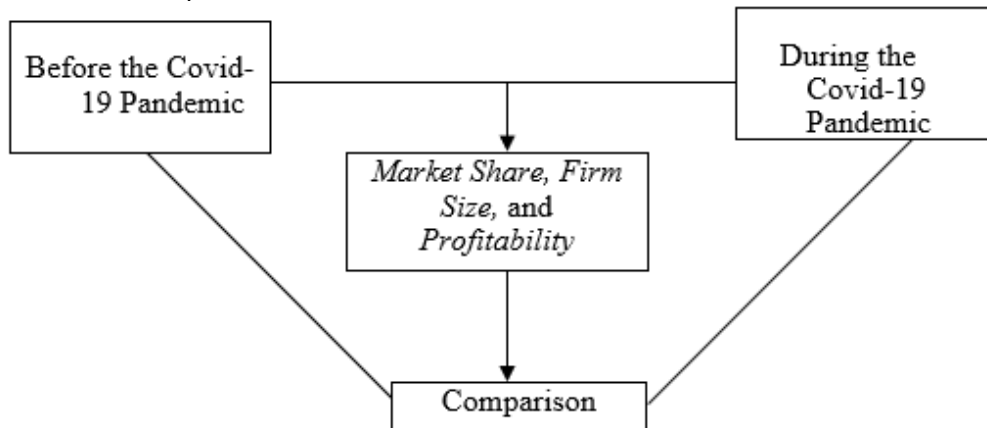 Before the Covid-
19 Pandemic
During the
Covid-19
Pandemic
Market Share, Firm
Size, and
Profitability
Comparison